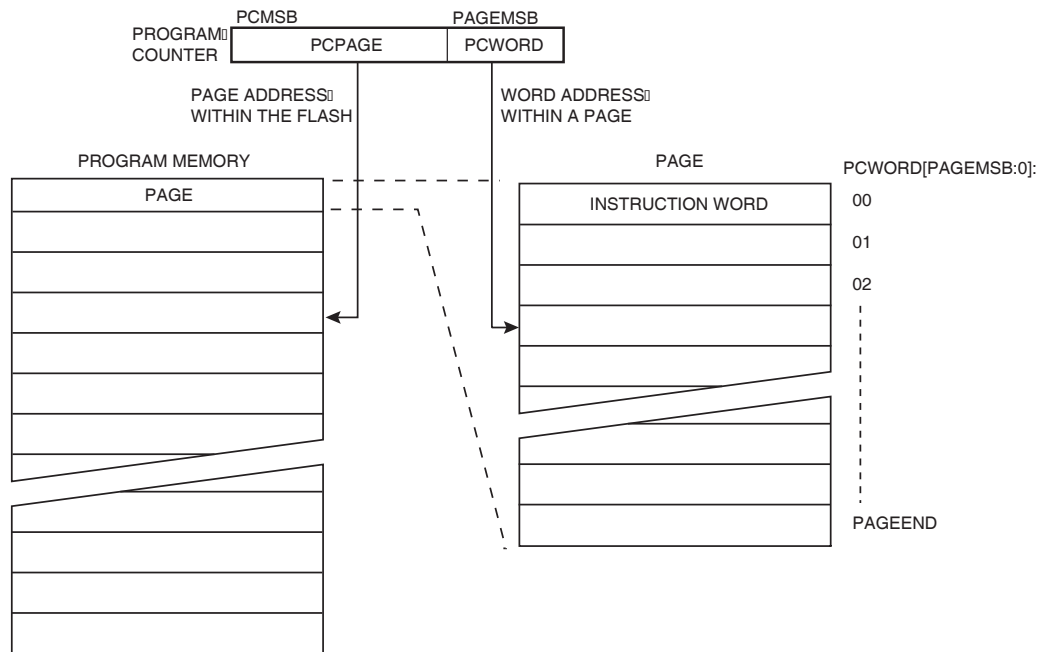 PCMSB PAGEMSB
PROGRAM
COUNTER
PCPAGE PCWORD
PAGE ADDRESS
WITHIN THE FLASH
WORD ADDRESS
WITHIN A PAGE
PROGRAM MEMORY
PAGE
PAGE
PCWORD[PAGEMSB:0]:
INSTRUCTION WORD
00
01
02
PAGEEND